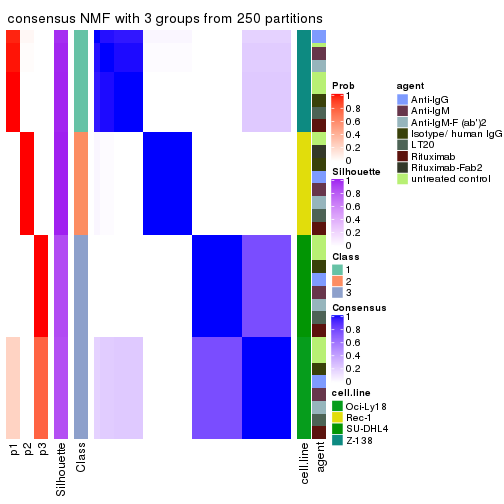 consensus NMF with 3 groups from 250 partitions
Prob
1
0.8
0.6
0.4
0.2
0
Silhouette
1
0.8
0.6
0.4
0.2
0
Class
1
2
3
Consensus
1
0.8
0.6
0.4
0.2
0
cell.line
Oci-Ly18
Rec-1
SU-DHL4
Z-138
agent
Anti-IgG
Anti-IgM
Anti-IgM-F (ab')2
Isotype/ human IgG
LT20
Rituximab
Rituximab-Fab2
untreated control
p1
p2
p3
Silhouette
Class
cell.line
agent